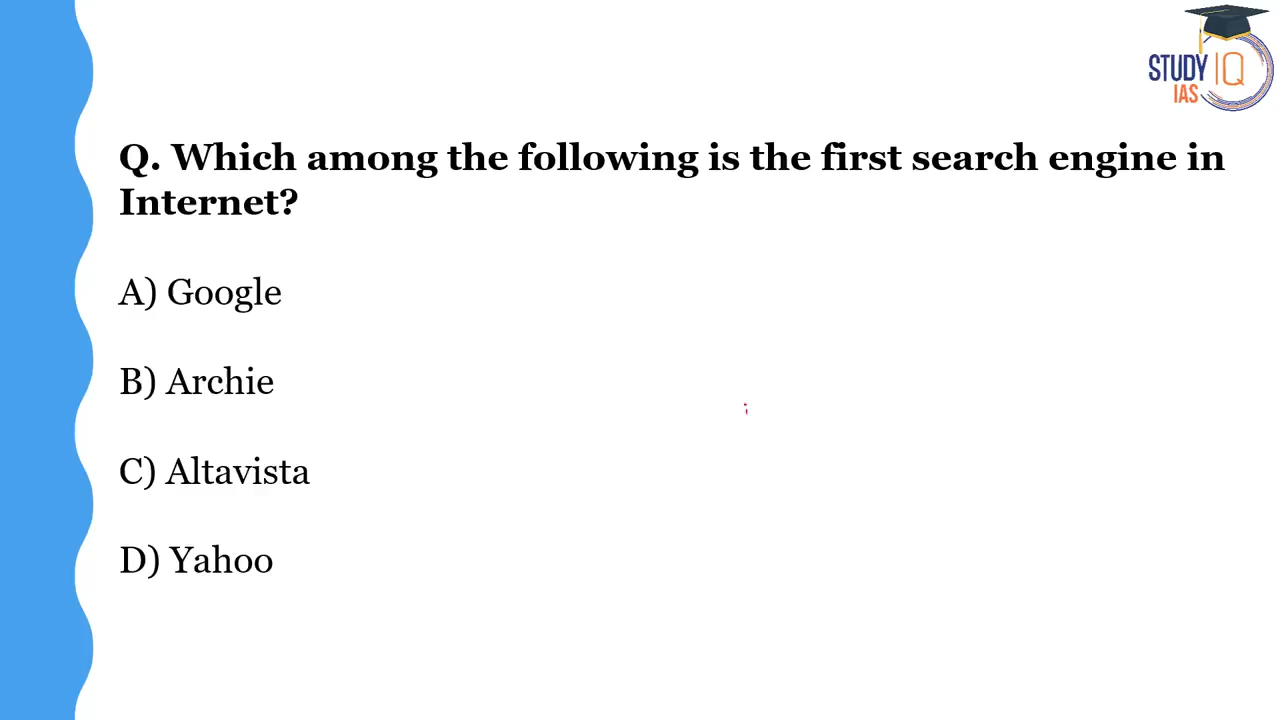 STUDY IQ
IAS
Q. Which among the following is the first search engine in
Internet?
A) Google
B) Archie
C) Altavista
D) Yahoo